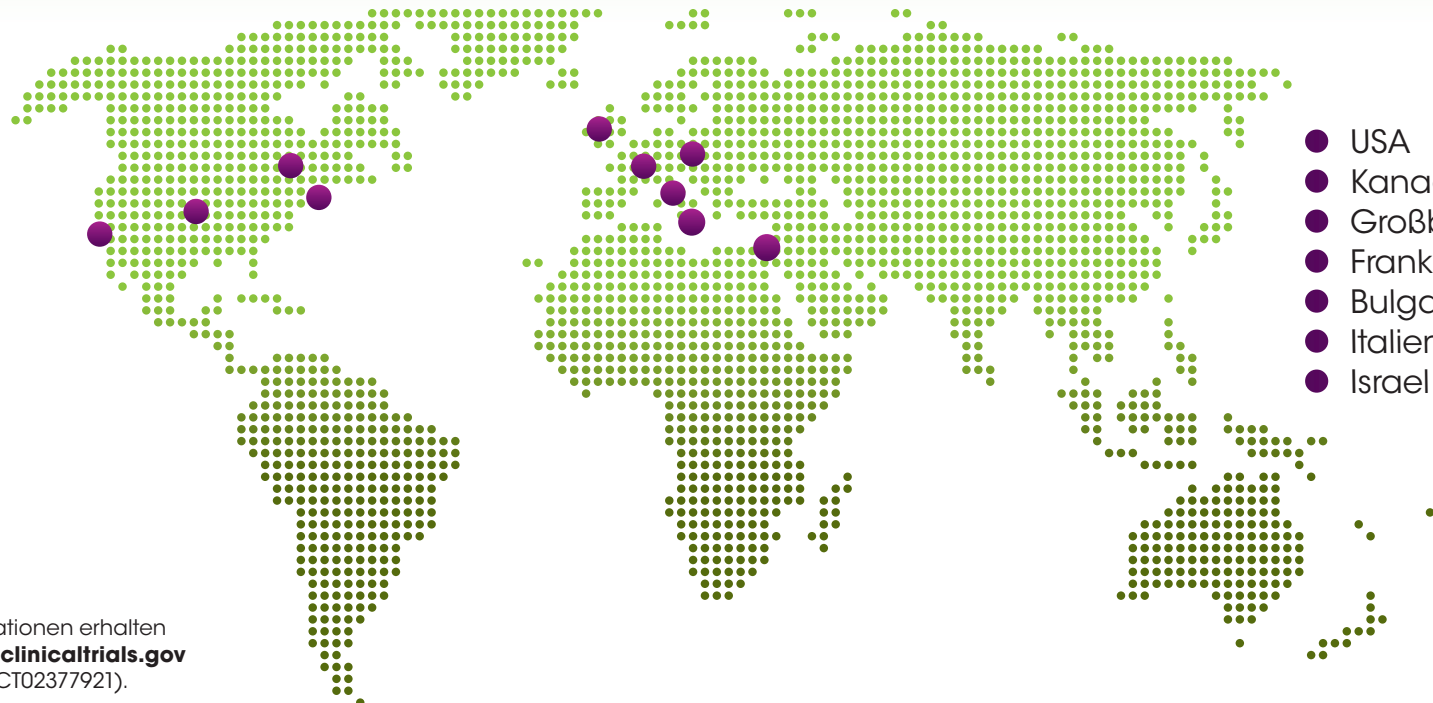 USA
Kana
Großb
Frank
Bulga
Italien
Israel
ationen erhalten
clinicaltrials.gov
CT02377921).